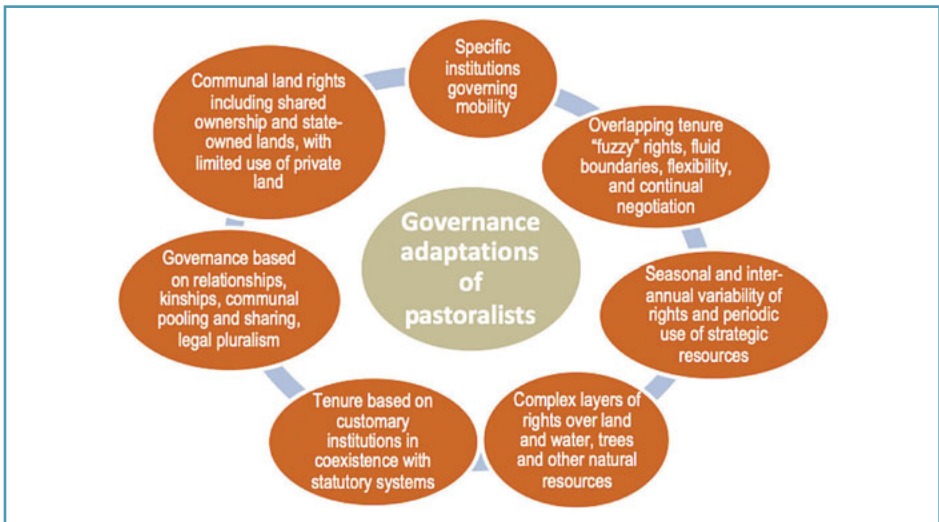 Specific
institutions
governing
mobility
Overlapping tenure
“fuzzy” rights, fluid
boundaries, flexibility,
and continual
negotiation
Seasonal and inter-
annual variability of
rights and periodic
use of strategic
resources
Complex layers of
rights over land
and water, trees
and other natural
resources
Tenure based on
customary
institutions in
coexistence with
statutory systems
Governance based
on relationships,
kinships, communal
pooling and sharing,
legal pluralism
Communal land rights
including shared
ownership and state-
owned lands, with
limited use of private
land
Governance
adaptations
of
pastoralists